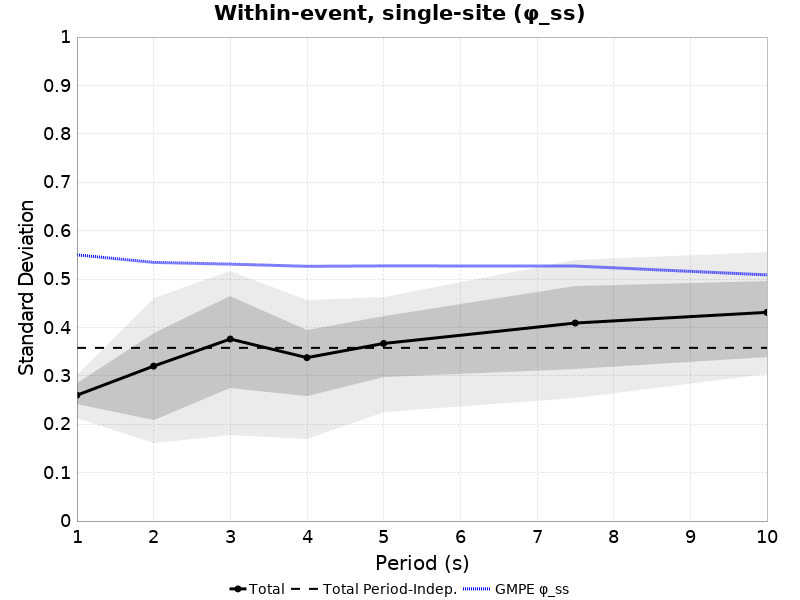 Within-event, single-site (φ_ss)
1
0.9
0.8
0.7
0.6
0.5
0.4
0.3
0.2
0.1
0
Standard Deviation
1 2 3 4 5 6 7 8 9 10
Period (s)
Total Total Period-Indep. GMPE φ_ss